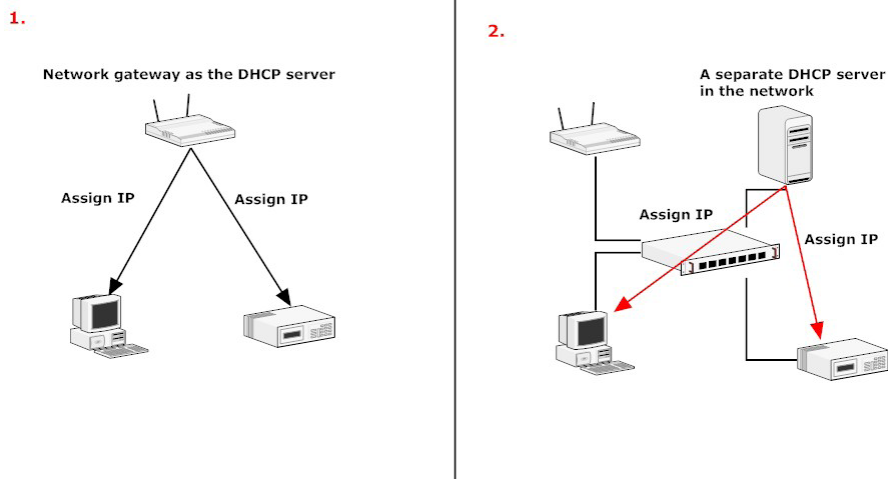 1.
Network gateway as the DHCP server
Assign IP
Assign IP
2.
A separate DHCP server
in the network
Assign IP
Assign IP